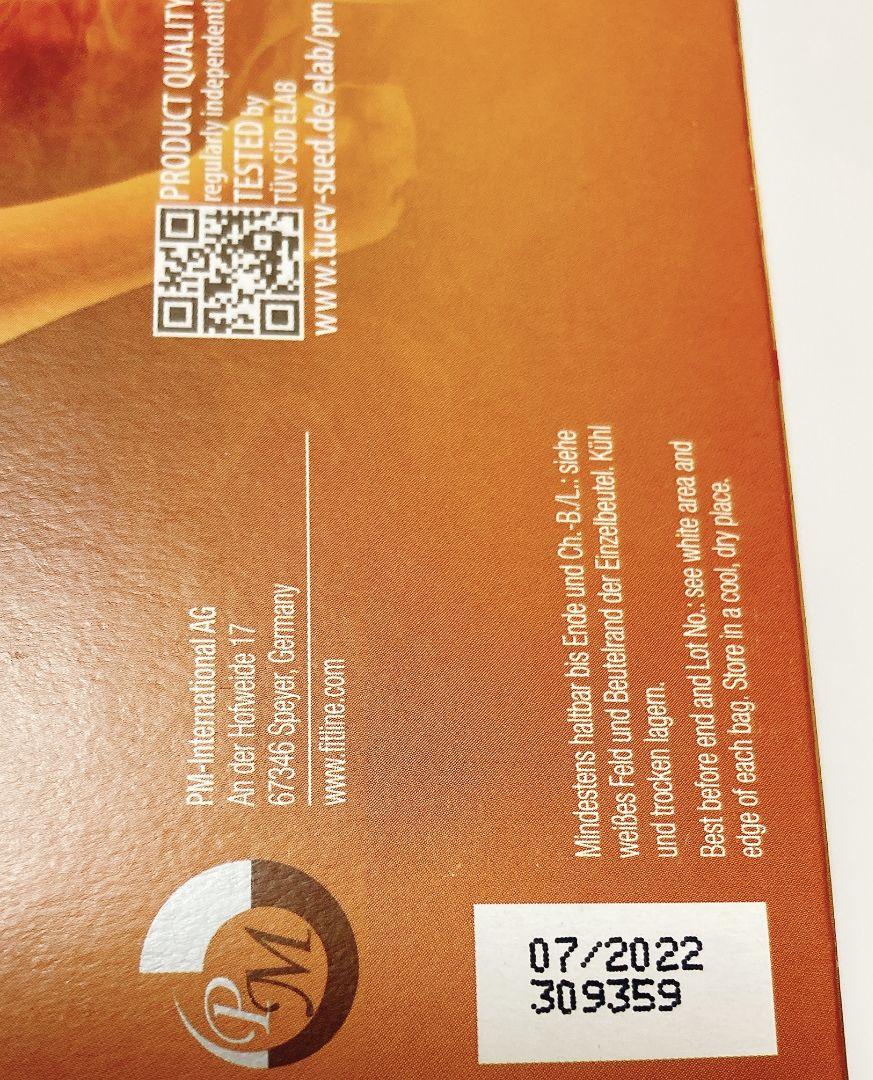 PRODUCT QUALITY
regularly independently
TESTED by
TÜV SÜD ELAB
www.tuev-sued.de/elab/pm
PM-International AG
An der Hofweide 17
67346 Speyer, Germany
www.fitline.com
PM
Mindestens haltbar bis Ende und Ch.-B./L.: siehe
weißes Feld und Beutelrand der Einzelbeutel. Kühl
und trocken lagern.
Best before end and Lot No.: see white area and
edge of each bag. Store in a cool, dry place.
07/2022
309359